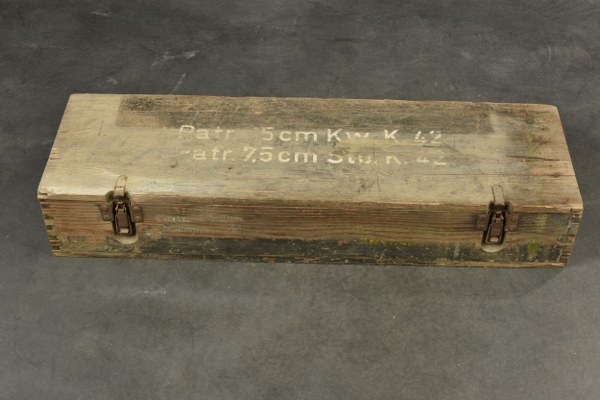 Patr. 5cm Kw. K. 42
Patr. 7,5cm Stu. K. 42